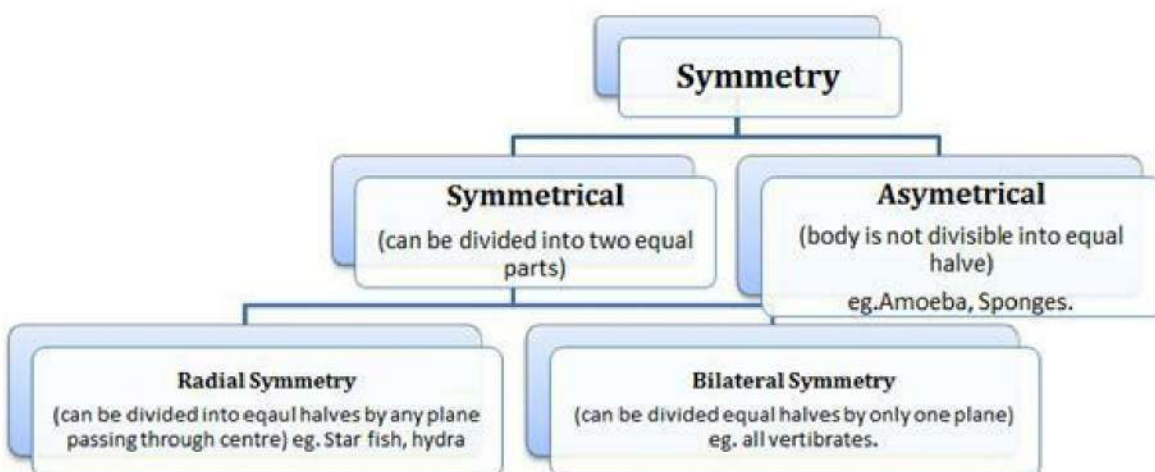 Symmetry
Symmetrical
(can be divided into two equal
parts)
Asymetrical
(body is not divisible into equal
halve)
eg.Amoeba, Sponges.
Radial Symmetry
(can be divided into eqaul halves by any plane
passing through centre) eg. Star fish, hydra
Bilateral Symmetry
(can be divided equal halves by only one plane)
eg. all vertibrates.